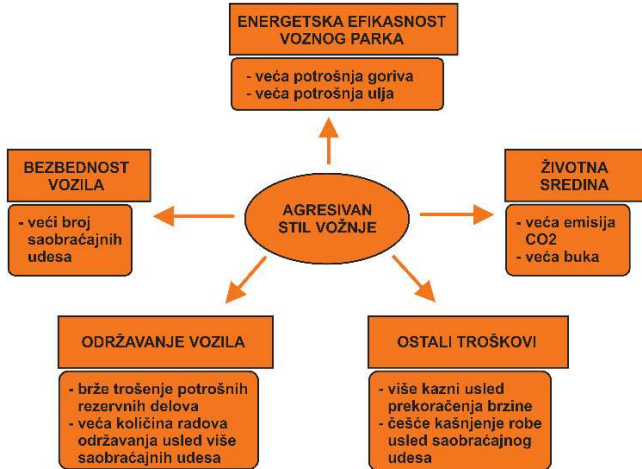 ENERGETSKA EFIKASNOST
VOZNOG PARKA
- veća potrošnja goriva
- veća potrošnja ulja
BEZBEDNOST
VOZILA
- veći broj
saobraćajnih
udesa
AGRESIVAN
STIL VOŽNJE
ŽIVOTNA
SREDINA
- veća emisija
CO2
- veća buka
ODRŽAVANJE VOZILA
- brže trošenje potrošnih
rezervnih delova
- veća količina radova
održavanja usled više
saobraćajnih udesa
OSTALI TROŠKOVI
- više kazni usled
prekoračenja brzine
- češće kašnjenje robe
usled saobraćajnog
udesa